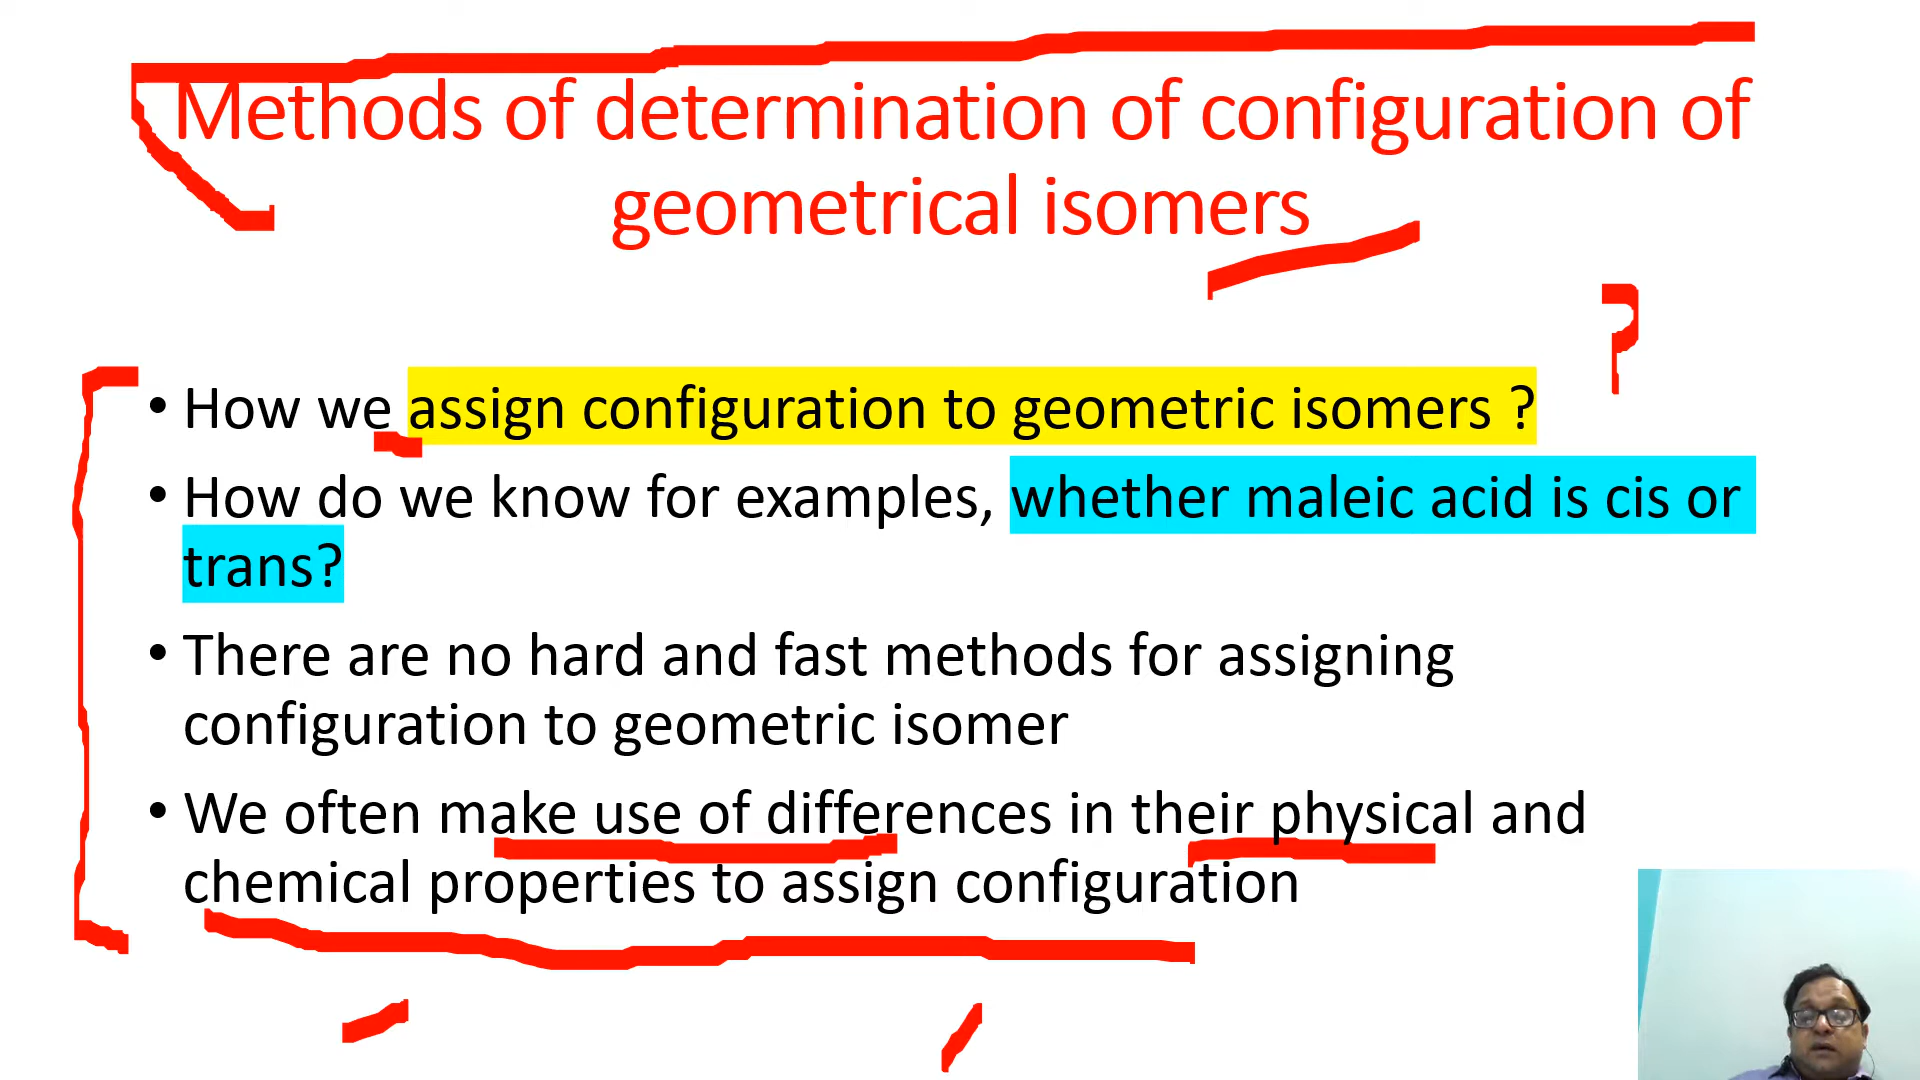 Methods of determination of configuration of
geometrical isomers
?
• How we assign configuration to geometric isomers ?
• How do we know for examples, whether maleic acid is cis or
trans?
• There are no hard and fast methods for assigning
configuration to geometric isomer
• We often make use of differences in their physical and
chemical properties to assign configuration